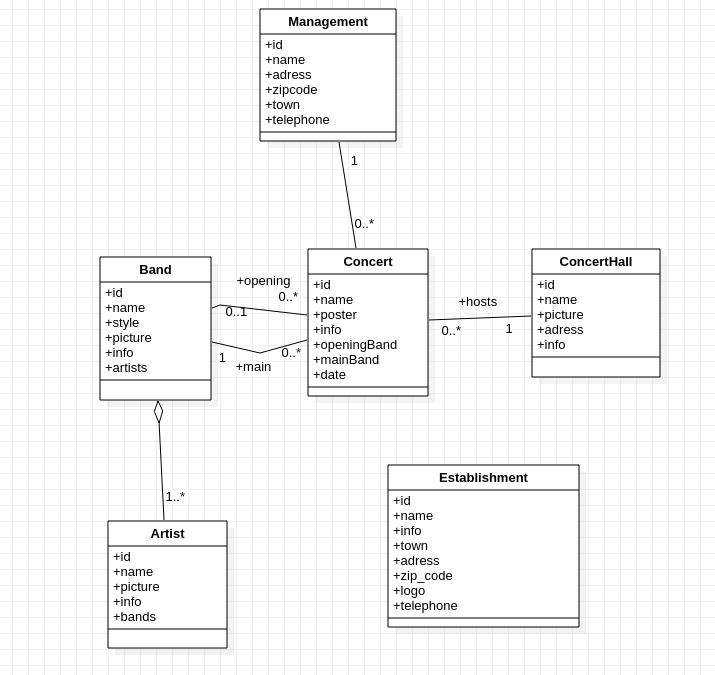 Management
+id
+name
+adress
+zipcode
+town
+telephone
1
0..*
Band
+id
+name
+style
+picture
+info
+artists
+opening
0..*
0..1
1
0..*
+main
Concert
+id
+name
+poster
+info
+openingBand
+mainBand
+date
+hosts
0..*
1
ConcertHall
+id
+name
+picture
+adress
+info
1..*
Artist
+id
+name
+picture
+info
+bands
Establishment
+id
+name
+info
+town
+adress
+zip_code
+logo
+telephone